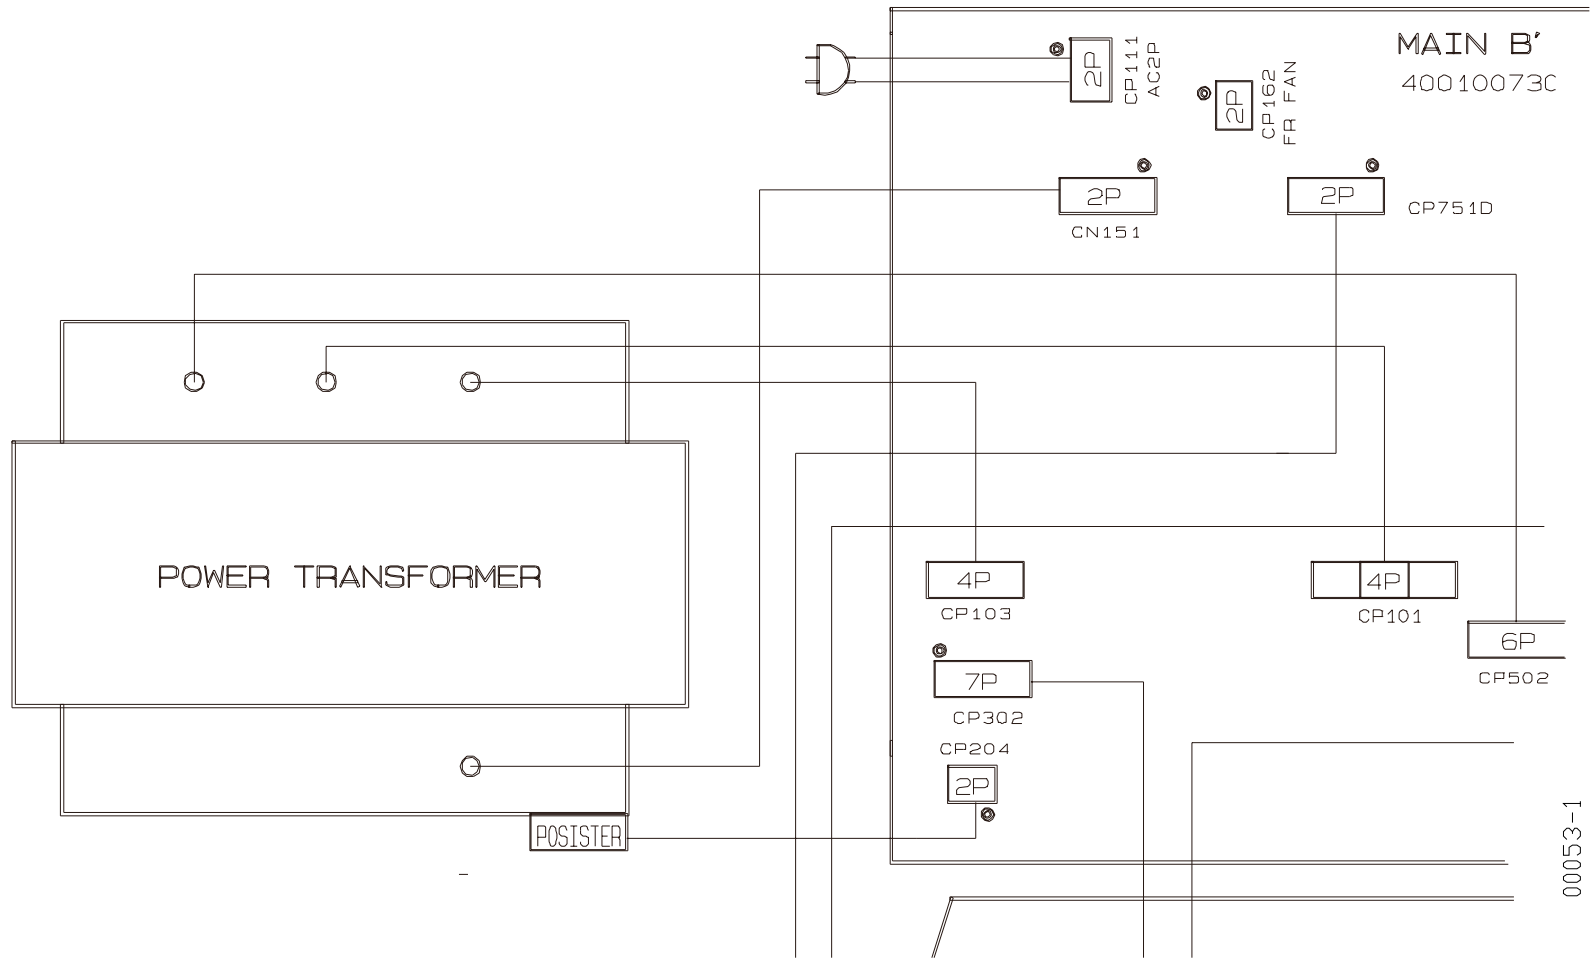 MAIN B'
40010073C
2P
CP111
AC2P
2P
CP162
FR FAN
2P
CN151
2P
CP751D
POWER TRANSFORMER
4P
CP103
4P
CP101
6P
CP502
7P
CP302
CP204
2P
POSISTER
00053-1